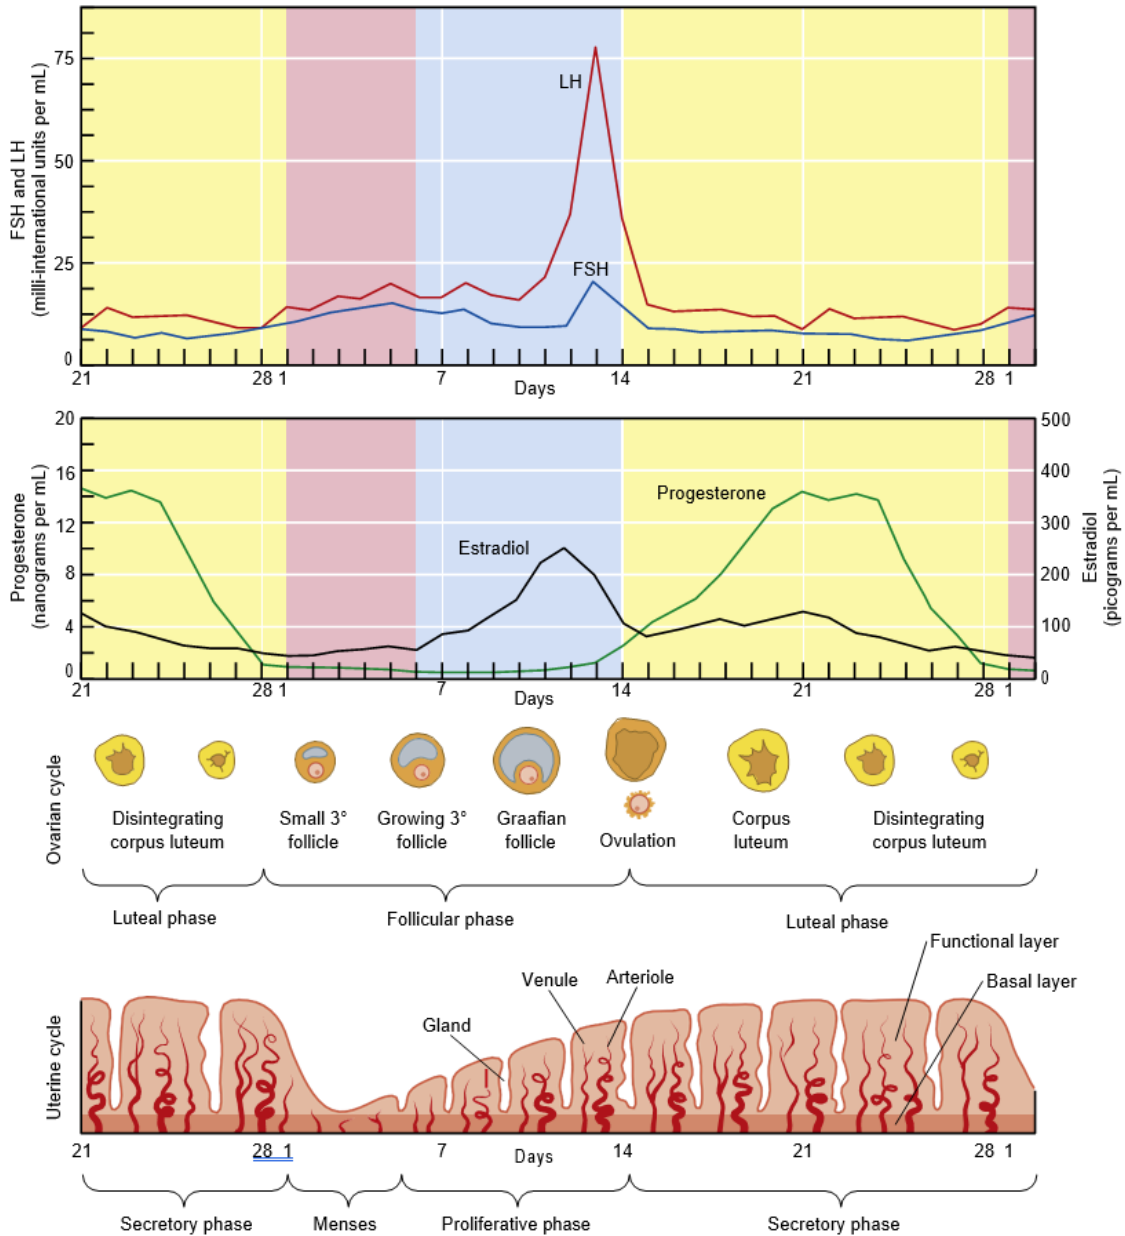 FSH and LH
(milli-international units per mL)
75
50
25
0
LH
FSH
21
28 1
7
14
21
28 1
Days
Progesterone
(nanograms per mL)
20
16
12
8
4
0
Estradiol
Progesterone
500
400
300
200
100
0
Estradiol
(picograms per mL)
21
28 1
7
14
21
28 1
Days
Ovarian cycle
Disintegrating
corpus luteum
Small 3°
follicle
Growing 3°
follicle
Graafian
follicle
Ovulation
Corpus
luteum
Disintegrating
corpus luteum
Luteal phase
Follicular phase
Luteal phase
Uterine cycle
Functional layer
Basal layer
Venule
Arteriole
Gland
21
28 1
7
Days
14
21
28 1
Secretory phase
Menses
Proliferative phase
Secretory phase